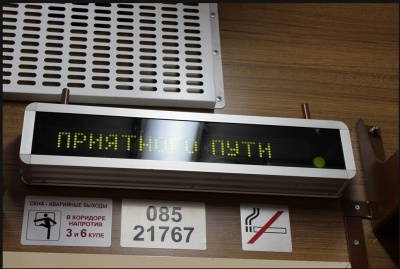 ПРИЯТНОГО ПУТИ
ОКНА - АВАРИЙНЫЕ ВЫХОДЫ
В КОРИДОРЕ
НАПРОТИВ
3 и 6 КУПЕ
085
21767